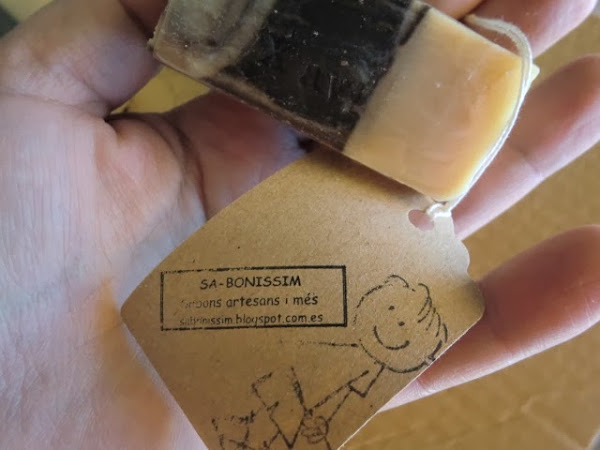 SA-BONISSIM
Sabons artesans i més
sabonissim.blogspot.com.es